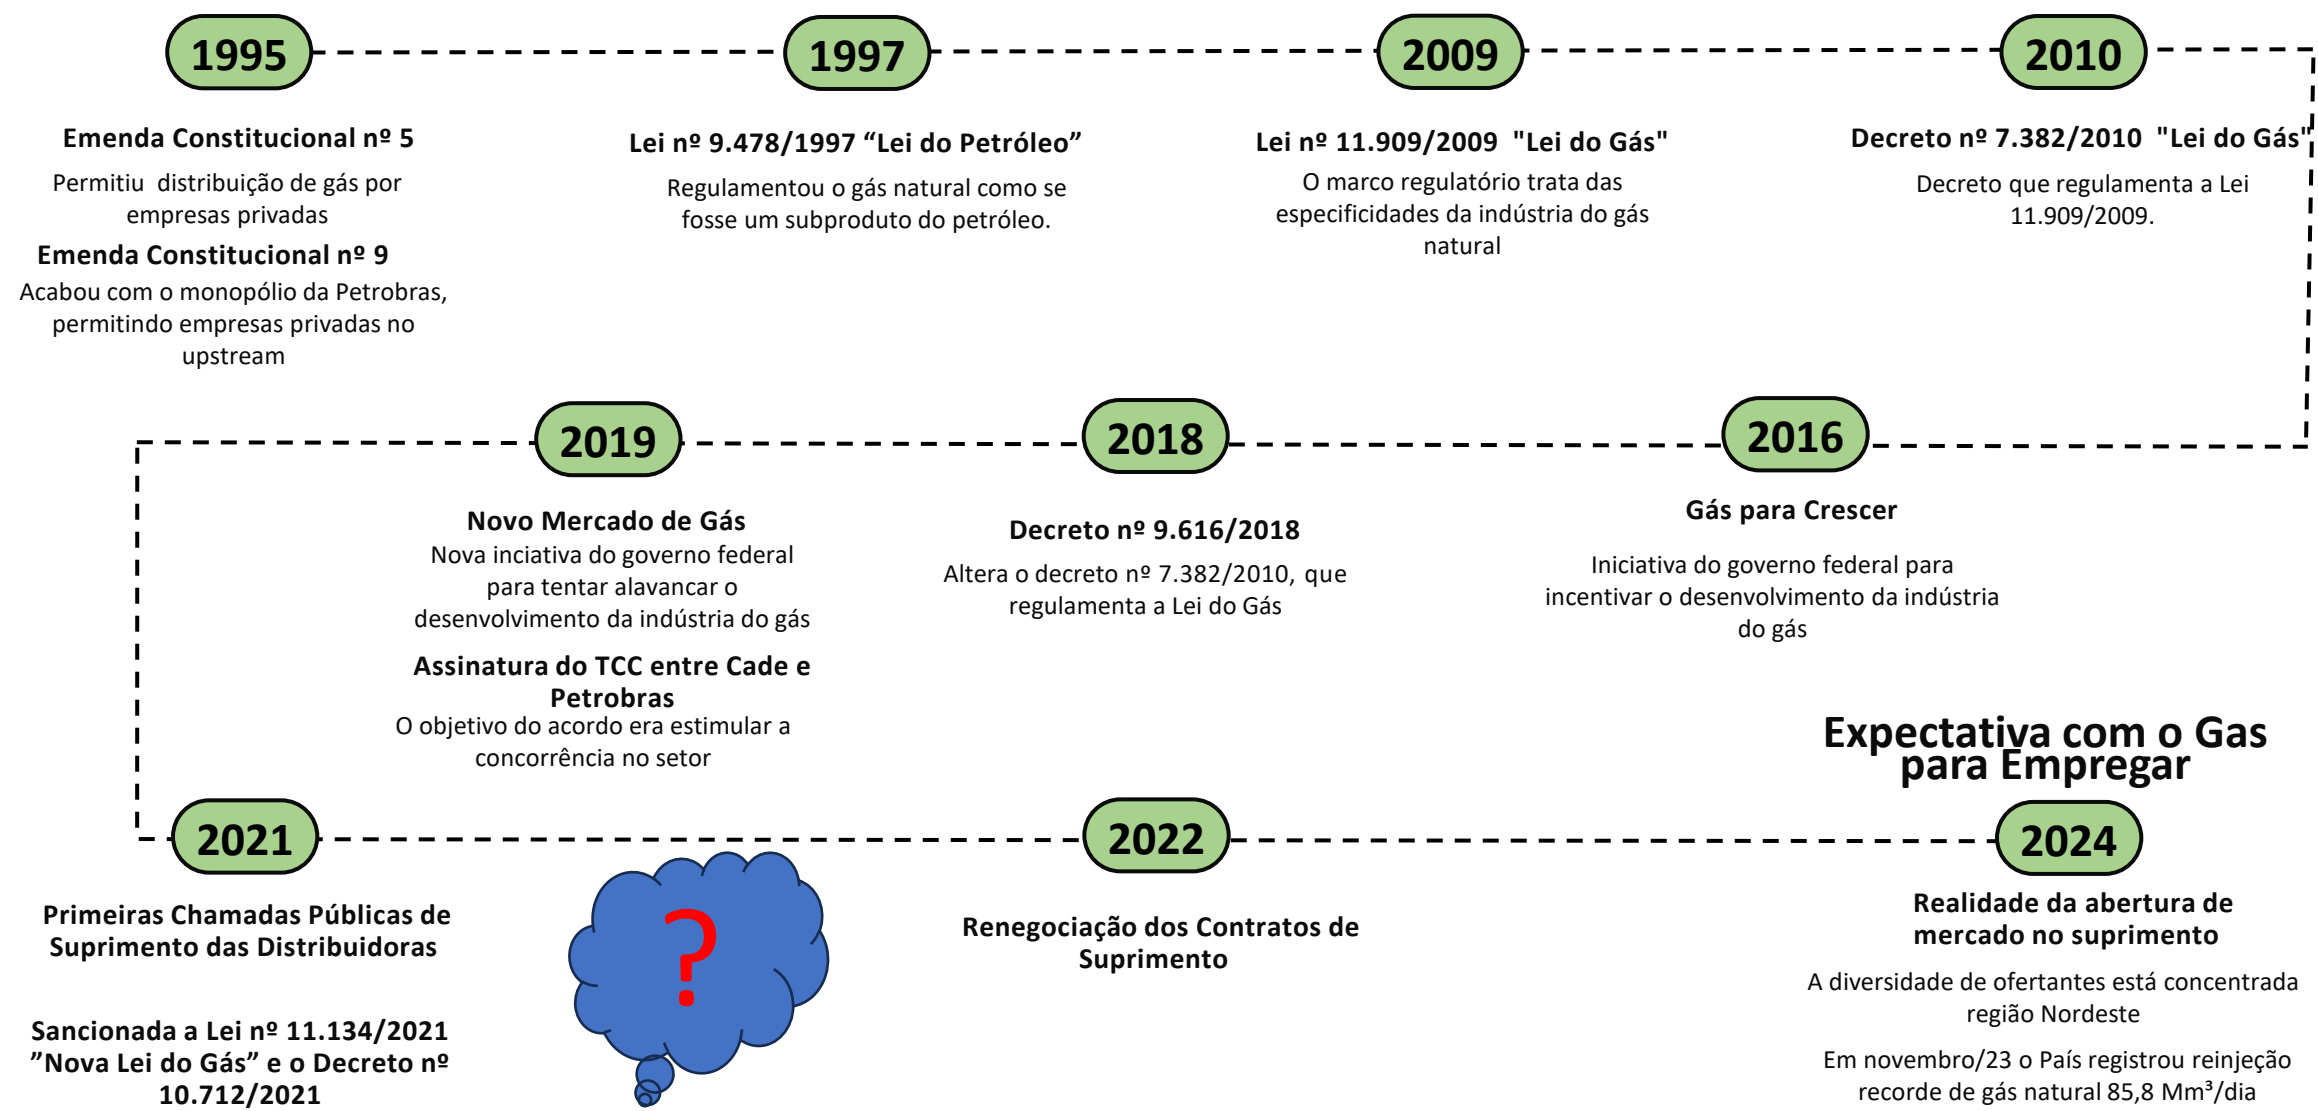 1995
Emenda Constitucional nº 5
Permitiu distribuição de gás por
empresas privadas
Emenda Constitucional nº 9
Acabou com o monopólio da Petrobras,
permitindo empresas privadas no
upstream
1997
Lei nº 9.478/1997 “Lei do Petróleo”
Regulamentou o gás natural como se
fosse um subproduto do petróleo.
2009
Lei nº 11.909/2009 "Lei do Gás"
O marco regulatório trata das
especificidades da indústria do gás
natural
2010
Decreto nº 7.382/2010 "Lei do Gás"
Decreto que regulamenta a Lei
11.909/2009.
2016
Gás para Crescer
Iniciativa do governo federal para
incentivar o desenvolvimento da indústria
do gás
2018
Decreto nº 9.616/2018
Altera o decreto nº 7.382/2010, que
regulamenta a Lei do Gás
2019
Novo Mercado de Gás
Nova inciativa do governo federal
para tentar alavancar o
desenvolvimento da indústria do gás
Assinatura do TCC entre Cade e
Petrobras
O objetivo do acordo era estimular a
concorrência no setor
2021
Primeiras Chamadas Públicas de
Suprimento das Distribuidoras
Sancionada a Lei nº 11.134/2021
”Nova Lei do Gás” e o Decreto nº
10.712/2021
?
2022
Renegociação dos Contratos de
Suprimento
Expectativa com o Gas
para Empregar
2024
Realidade da abertura de
mercado no suprimento
A diversidade de ofertantes está concentrada
região Nordeste
Em novembro/23 o País registrou reinjeção
recorde de gás natural 85,8 Mm³/dia